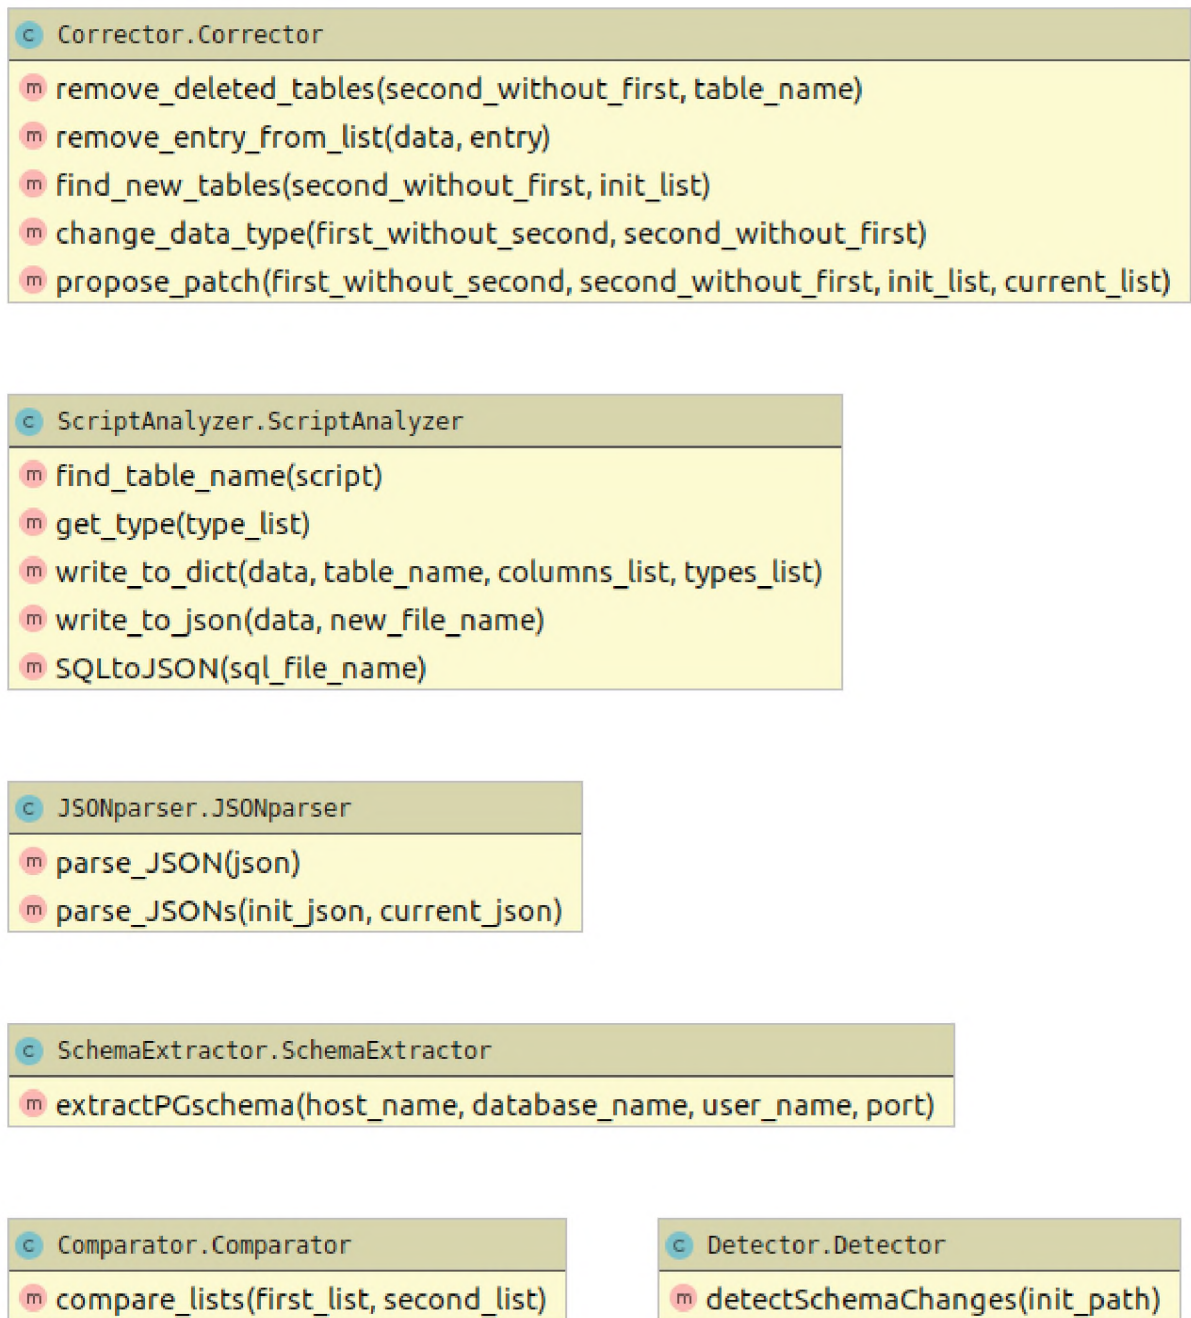 c Corrector.Corrector
m remove_deleted_tables(second_without_first, table_name)
m remove_entry_from_list(data, entry)
m find_new_tables(second_without_first, init_list)
m change_data_type(first_without_second, second_without_first)
m propose_patch(first_without_second, second_without_first, init_list, current_list)
c ScriptAnalyzer.ScriptAnalyzer
m find_table_name(script)
m get_type(type_list)
m write_to_dict(data, table_name, columns_list, types_list)
m write_to_json(data, new_file_name)
m SQLtoJSON(sql_file_name)
c JSONparser.JSONparser
m parse_JSON(json)
m parse_JSONs(init_json, current_json)
c SchemaExtractor.SchemaExtractor
m extractPGschema(host_name, database_name, user_name, port)
c Comparator.Comparator
m compare_lists(first_list, second_list)
c Detector.Detector
m detectSchemaChanges(init_path)